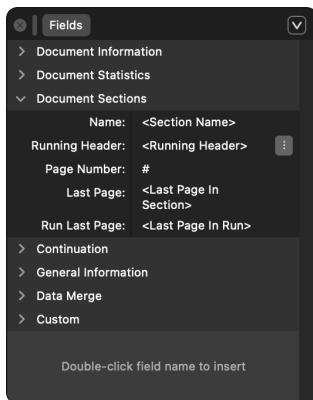 Fields
Document Information
Document Statistics
Document Sections
Name: <Section Name>
Running Header: <Running Header>
Page Number: #
Last Page: <Last Page In
Section>
Run Last Page: <Last Page In Run>
Continuation
General Information
Data Merge
Custom
Double-click field name to insert